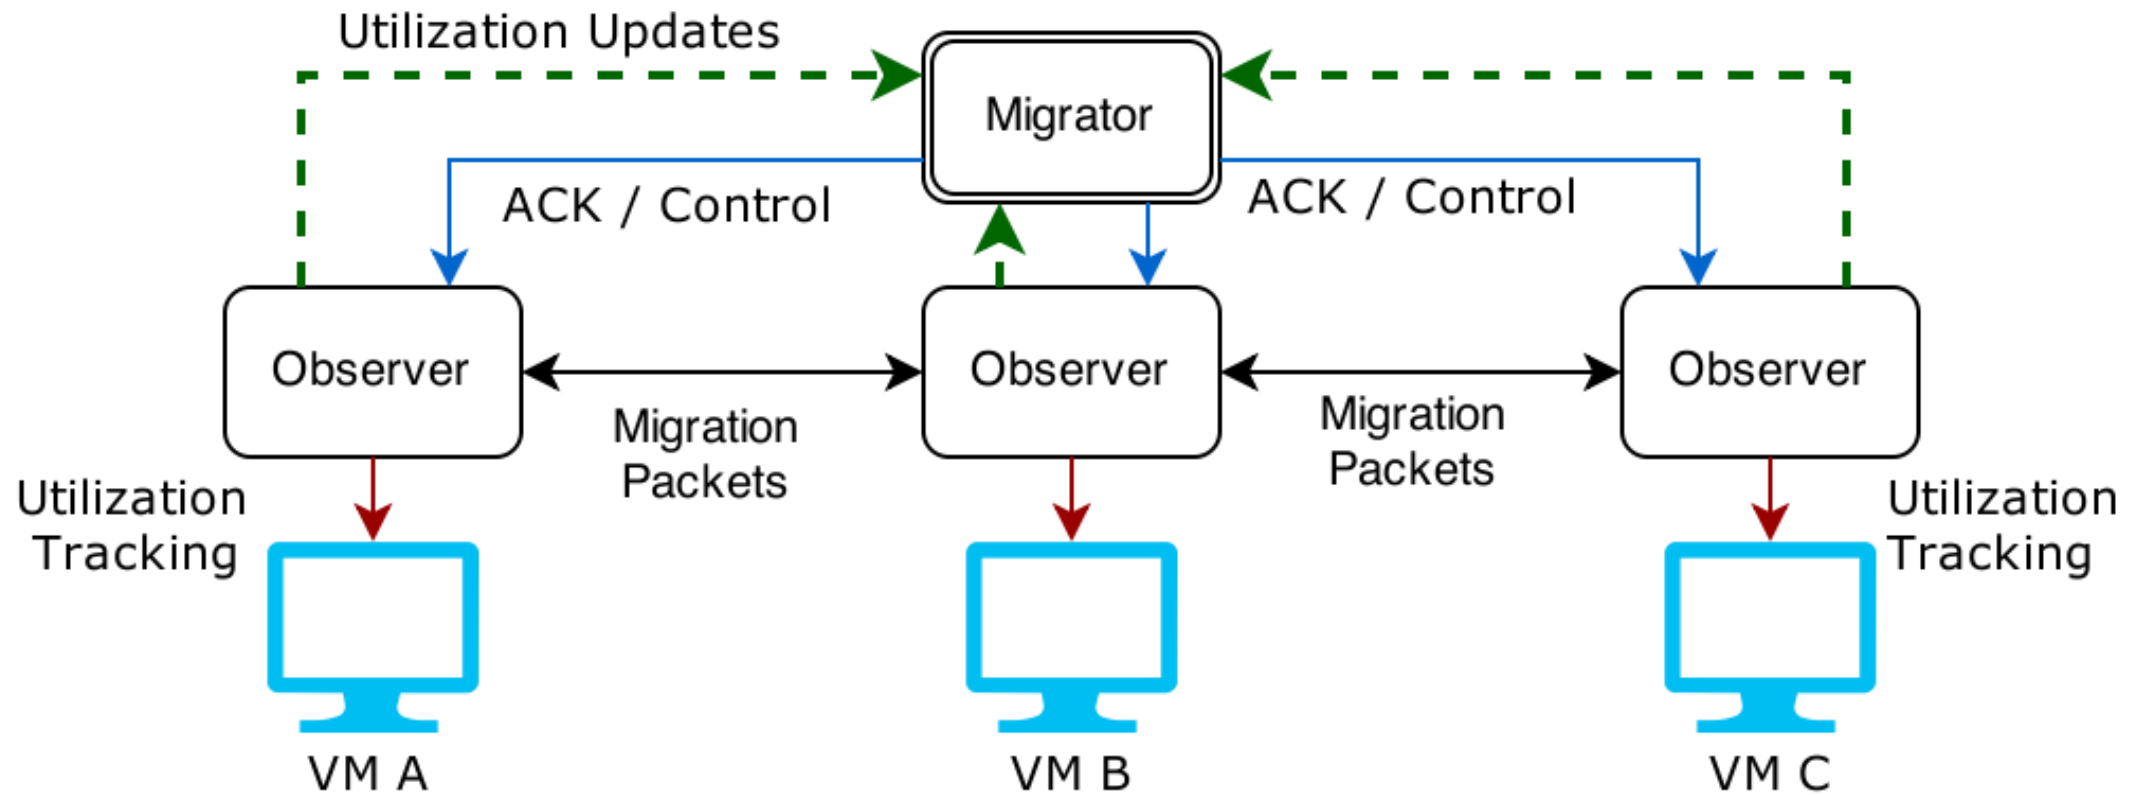 Utilization Updates
Migrator
ACK / Control
ACK / Control
Observer
Observer
Observer
Migration
Packets
Migration
Packets
Utilization
Tracking
Utilization
Tracking
VM A
VM B
VM C